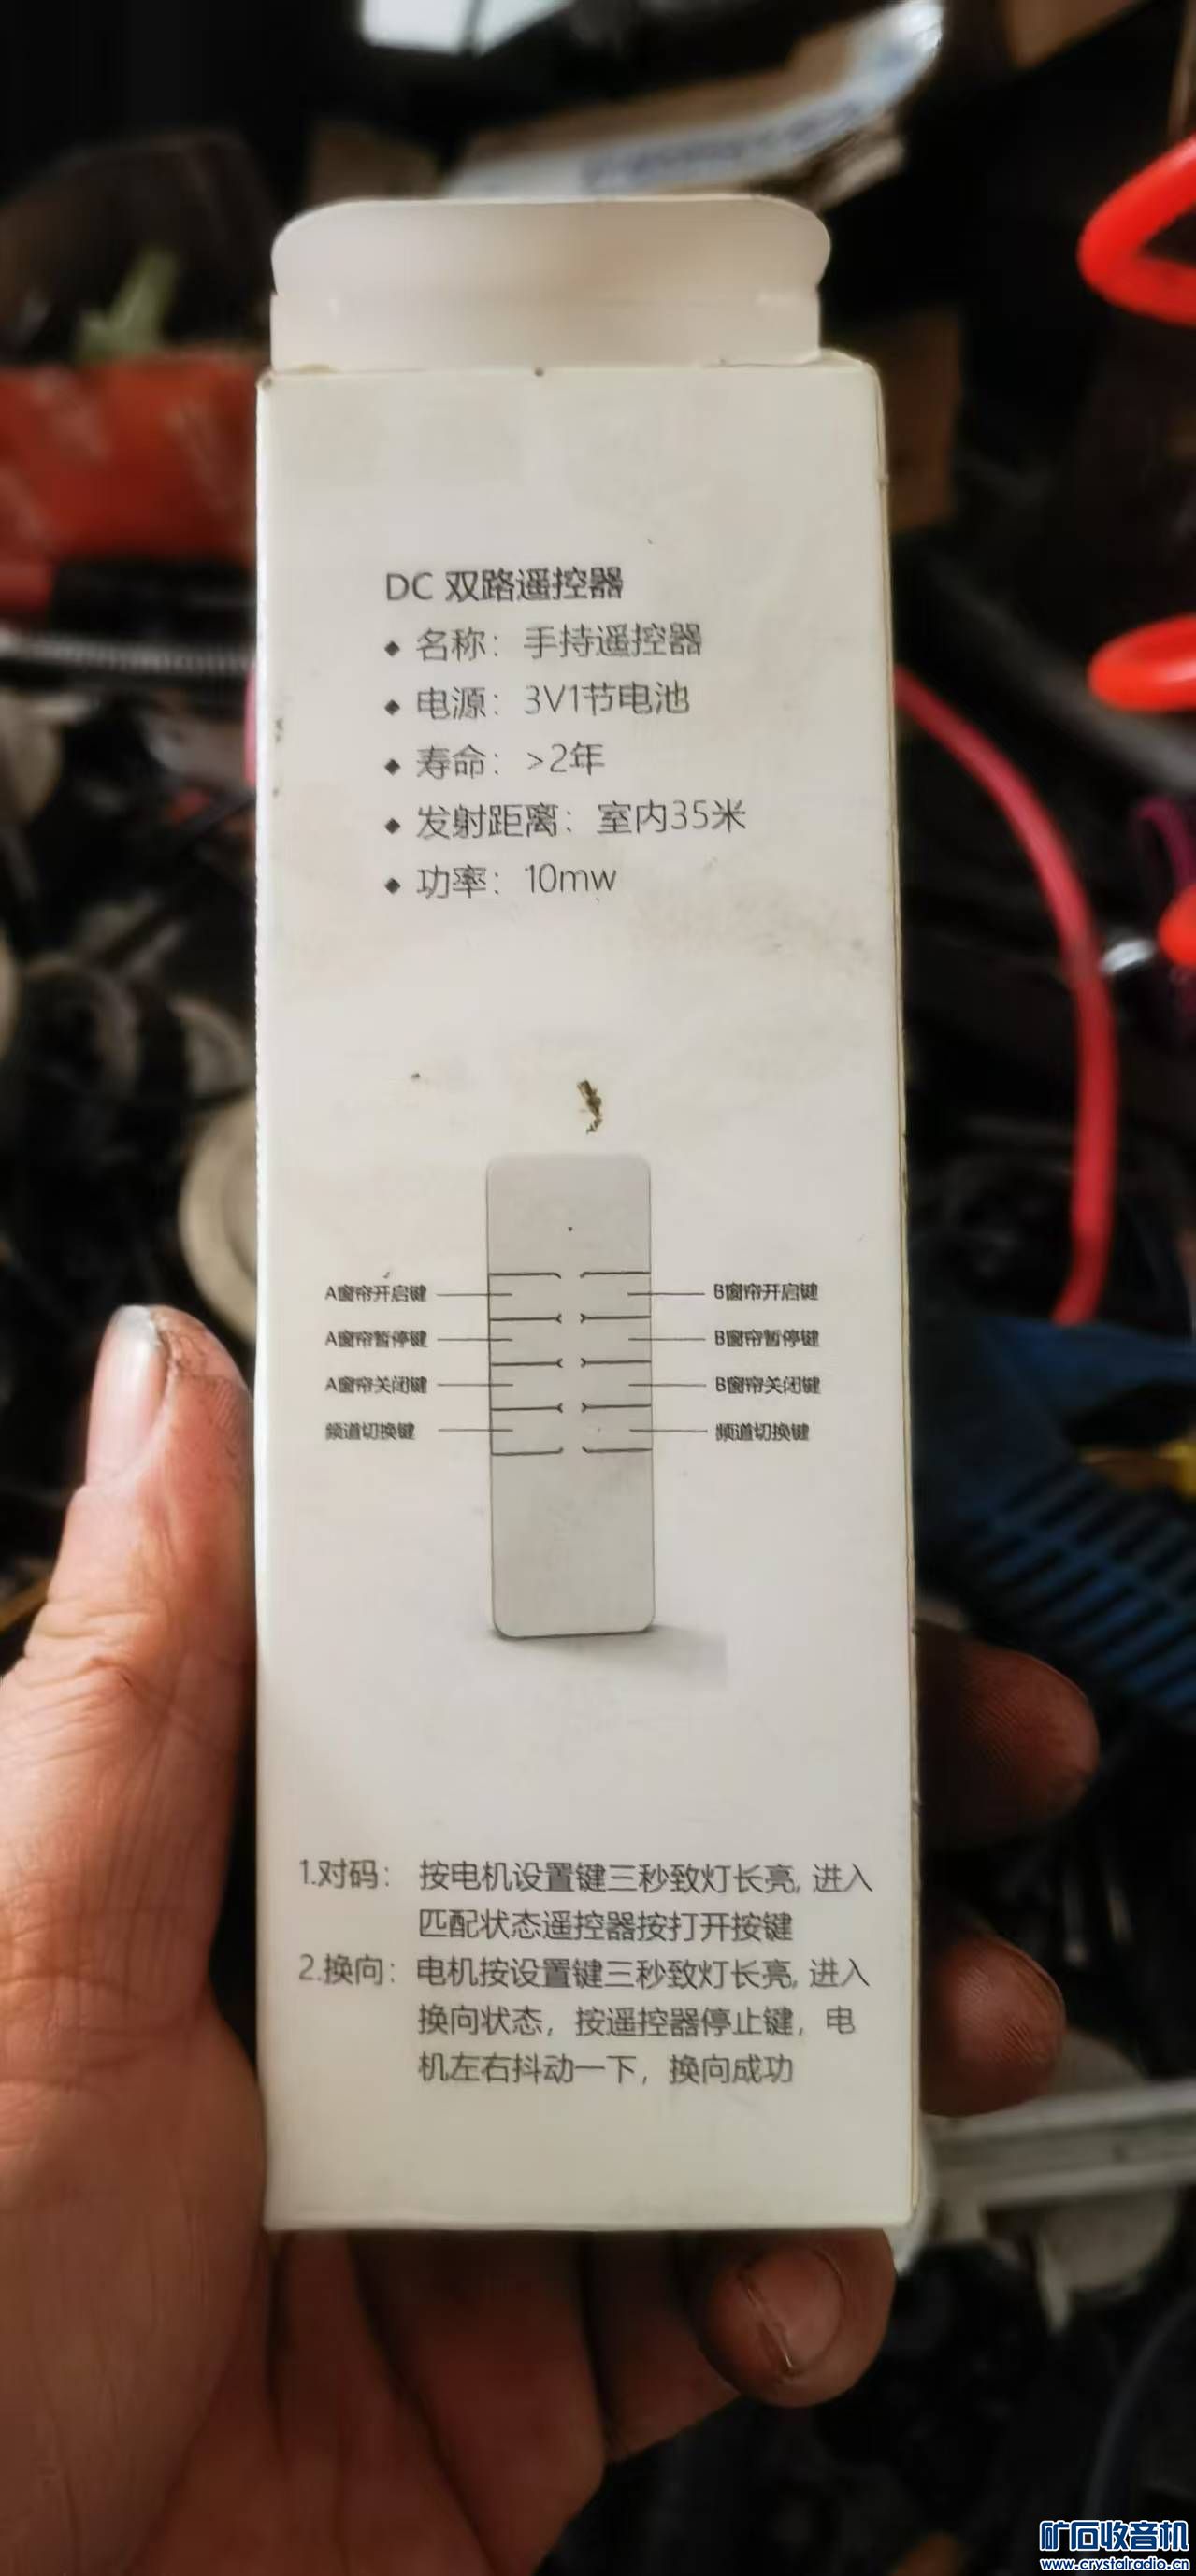 DC 双路遥控器
◆ 名称：手持遥控器
◆ 电源：3V1节电池
◆ 寿命：>2年
◆ 发射距离：室内35米
◆ 功率：10mw
A窗帘开启键
B窗帘开启键
A窗帘暂停键
B窗帘暂停键
A窗帘关闭键
B窗帘关闭键
频道切换键
频道切换键
1.对码：按电机设置键三秒致灯长亮, 进入
匹配状态遥控器按打开按键
2.换向：电机按设置键三秒致灯长亮, 进入
换向状态，按遥控器停止键，电
机左右抖动一下，换向成功
矿石收音机
www.crystalradio.cn